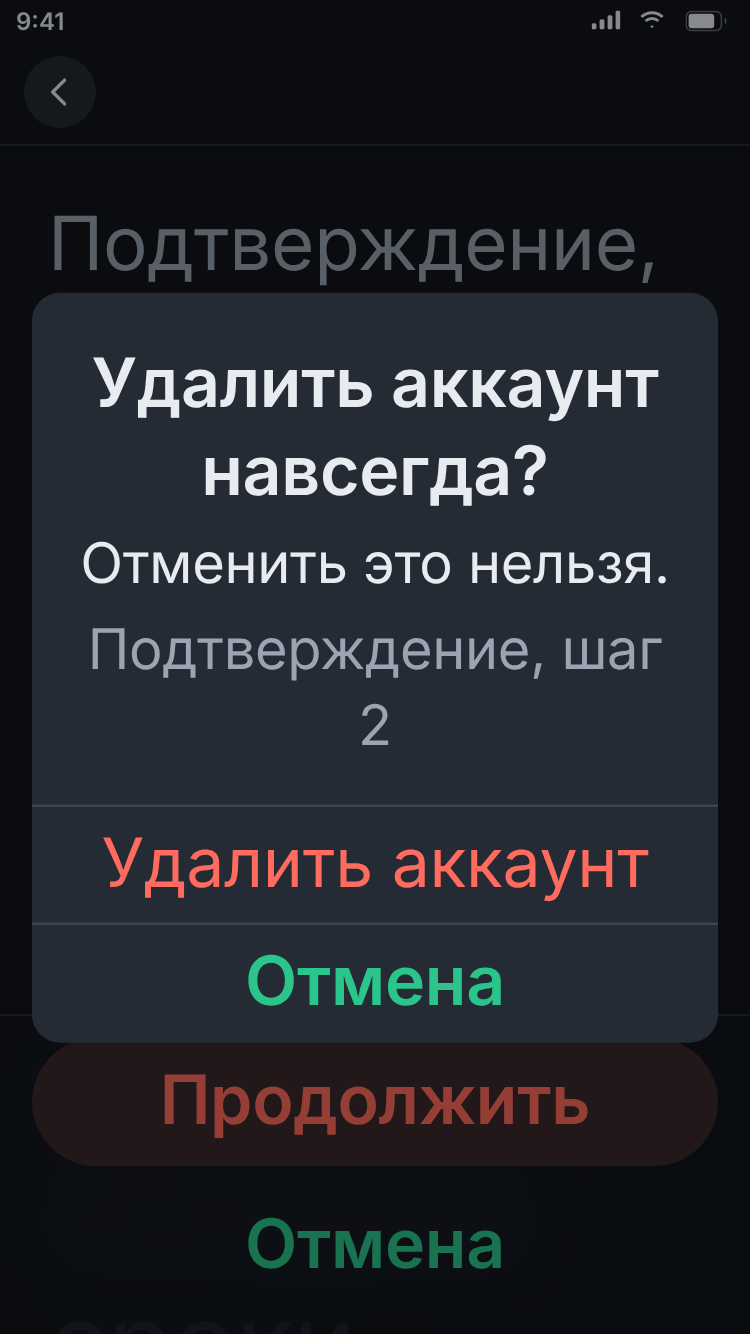 9:41
Подтверждение,
Удалить аккаунт
навсегда?
Отменить это нельзя.
Подтверждение, шаг
2
Удалить аккаунт
Отмена
Продолжить
Отмена